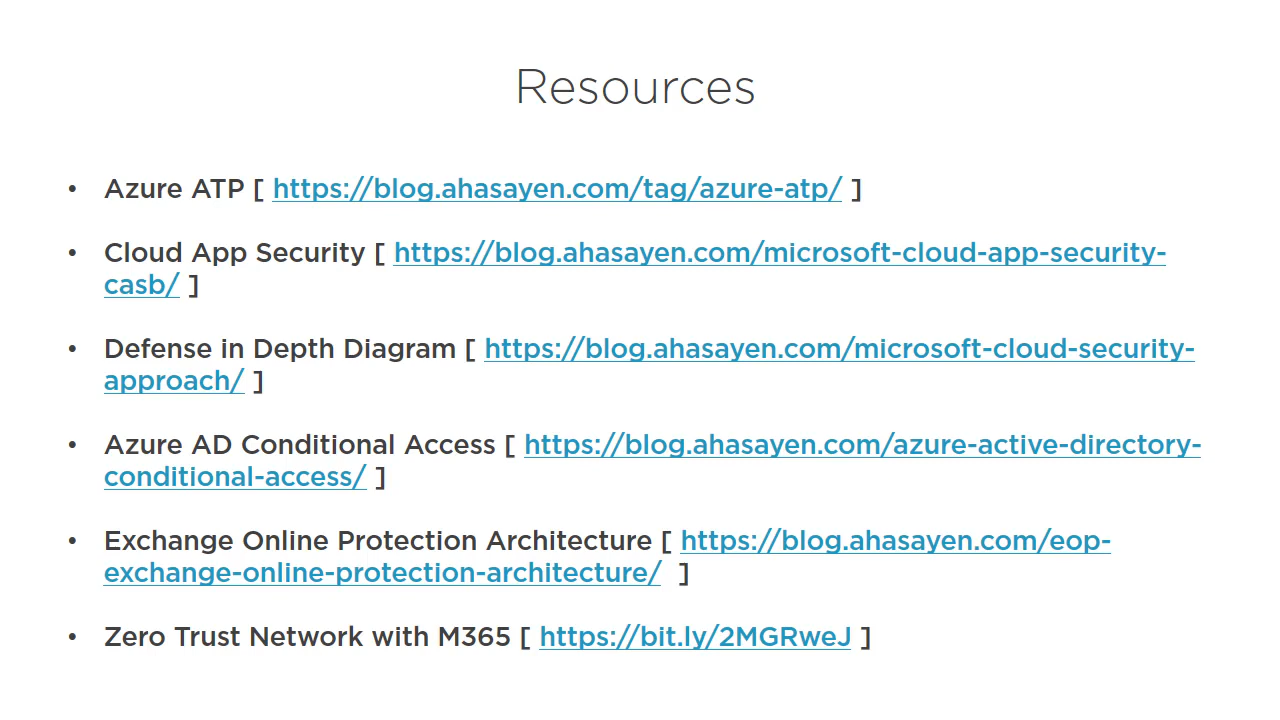 Resources
• Azure ATP [ https://blog.ahasayen.com/tag/azure-atp/ ]
• Cloud App Security [ https://blog.ahasayen.com/microsoft-cloud-app-security-
casb/ ]
• Defense in Depth Diagram [ https://blog.ahasayen.com/microsoft-cloud-security-
approach/ ]
• Azure AD Conditional Access [ https://blog.ahasayen.com/azure-active-directory-
conditional-access/ ]
• Exchange Online Protection Architecture [ https://blog.ahasayen.com/eop-
exchange-online-protection-architecture/ ]
• Zero Trust Network with M365 [ https://bit.ly/2MGRweJ ]